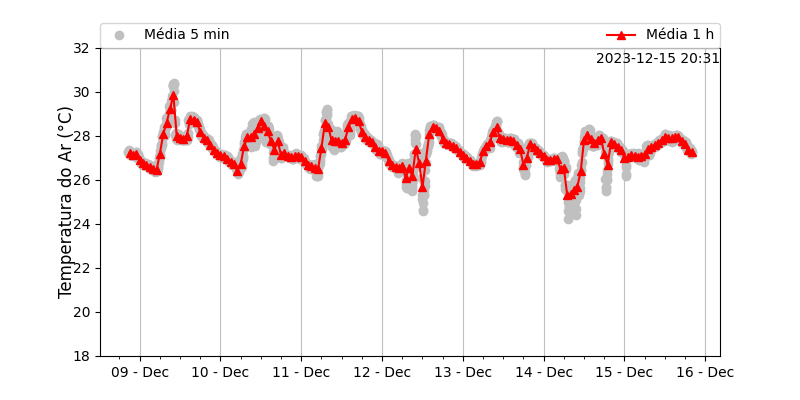 Média 5 min
Média 1 h
2023-12-15 20:31
Temperatura do Ar (°C)
32
30
28
26
24
22
20
18
09 - Dec
10 - Dec
11 - Dec
12 - Dec
13 - Dec
14 - Dec
15 - Dec
16 - Dec